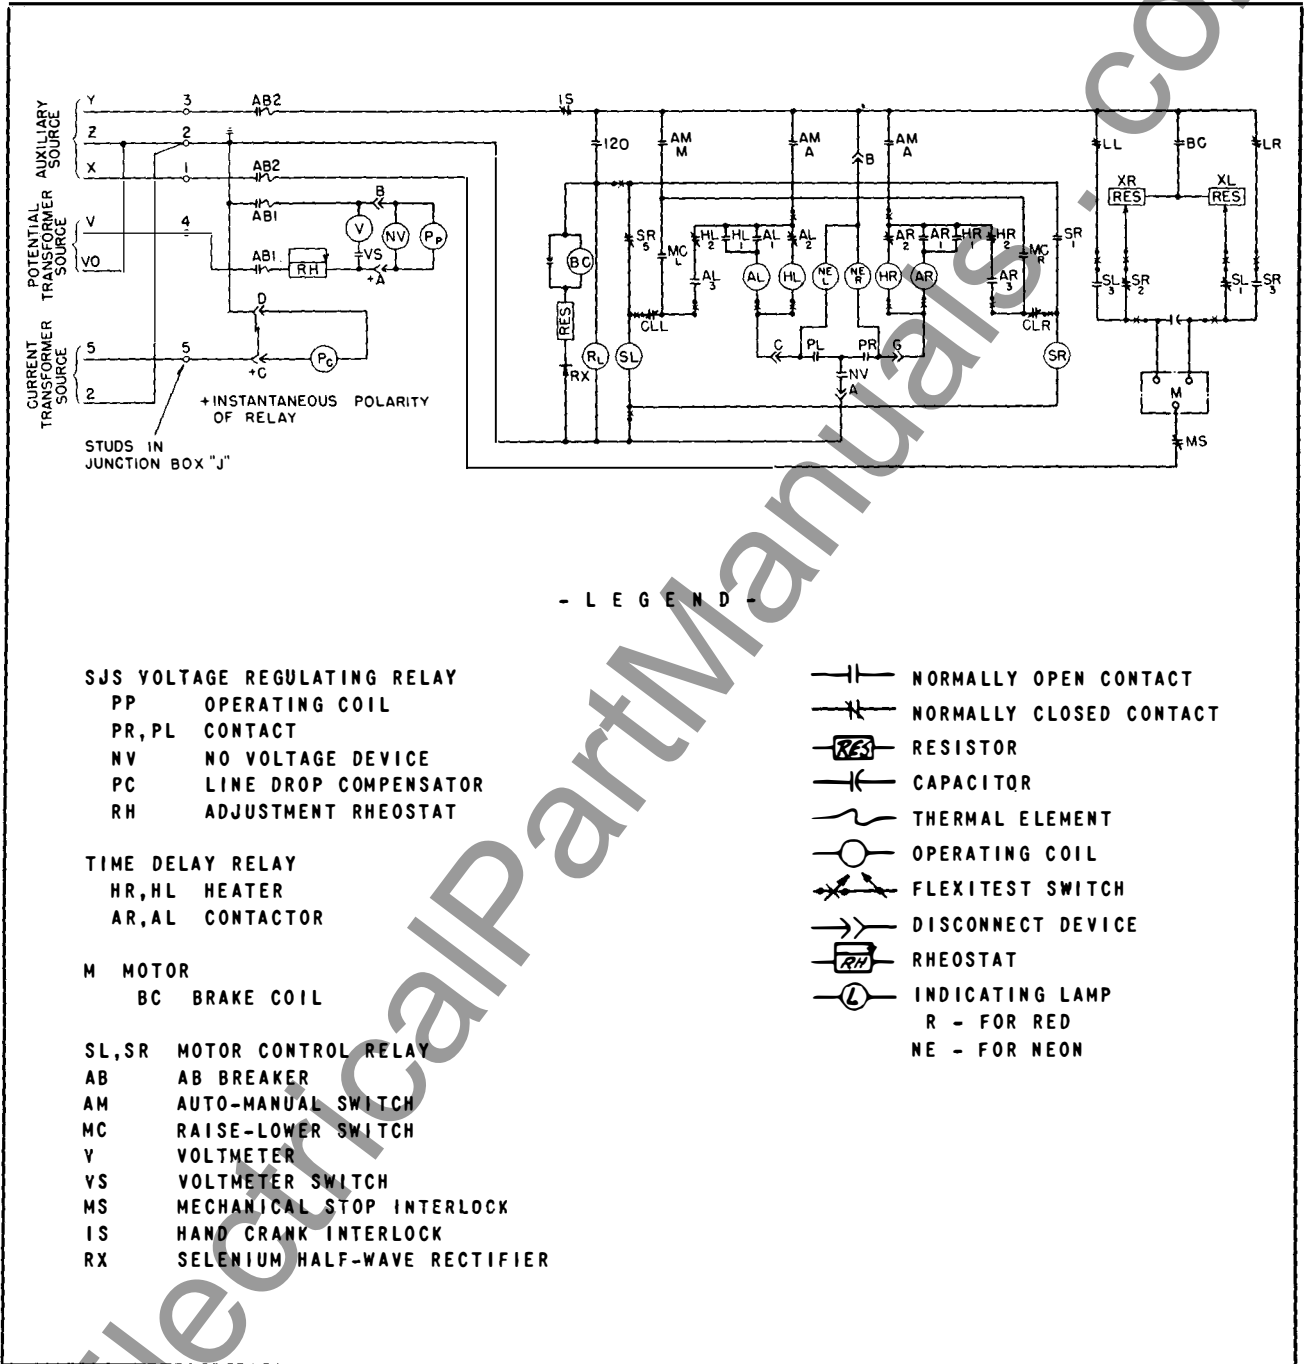 AUXILIARY SOURCE
Y 3 AB2 IS
Z 2
X 1 AB2
POTENTIAL TRANSFORMER SOURCE
V 4 AB1 B
V NV PP
VS
VO AB1 RH +A
CURRENT TRANSFORMER SOURCE
D
5 5 +C PC
2
+INSTANTANEOUS POLARITY
OF RELAY
STUDS IN
JUNCTION BOX "J"
120 AM M AM A B AM A LL BC LR
XR RES XL RES
SR 5 MC L HL 2 HL 1 AL 1 AL 2 AR 2 AR 1 HR 1 HR 2 MC R SR 1
BC AL 3 AL HL NE L NE R HR AR AR 3 SL 3 SR 2 SL 1 SR 3
RES CLL CLR
RX RL SL C PL PR G SR
NV
A
M
MS
- LEGEND -
SJS VOLTAGE REGULATING RELAY
PP OPERATING COIL
PR,PL CONTACT
NV NO VOLTAGE DEVICE
PC LINE DROP COMPENSATOR
RH ADJUSTMENT RHEOSTAT
TIME DELAY RELAY
HR,HL HEATER
AR,AL CONTACTOR
M MOTOR
BC BRAKE COIL
SL,SR MOTOR CONTROL RELAY
AB AB BREAKER
AM AUTO-MANUAL SWITCH
MC RAISE-LOWER SWITCH
V VOLTMETER
VS VOLTMETER SWITCH
MS MECHANICAL STOP INTERLOCK
IS HAND CRANK INTERLOCK
RX SELENIUM HALF-WAVE RECTIFIER
NORMALLY OPEN CONTACT
NORMALLY CLOSED CONTACT
RES RESISTOR
CAPACITOR
THERMAL ELEMENT
OPERATING COIL
FLEXITEST SWITCH
DISCONNECT DEVICE
RH RHEOSTAT
L INDICATING LAMP
R - FOR RED
NE - FOR NEON
ElectricalPartManuals.com